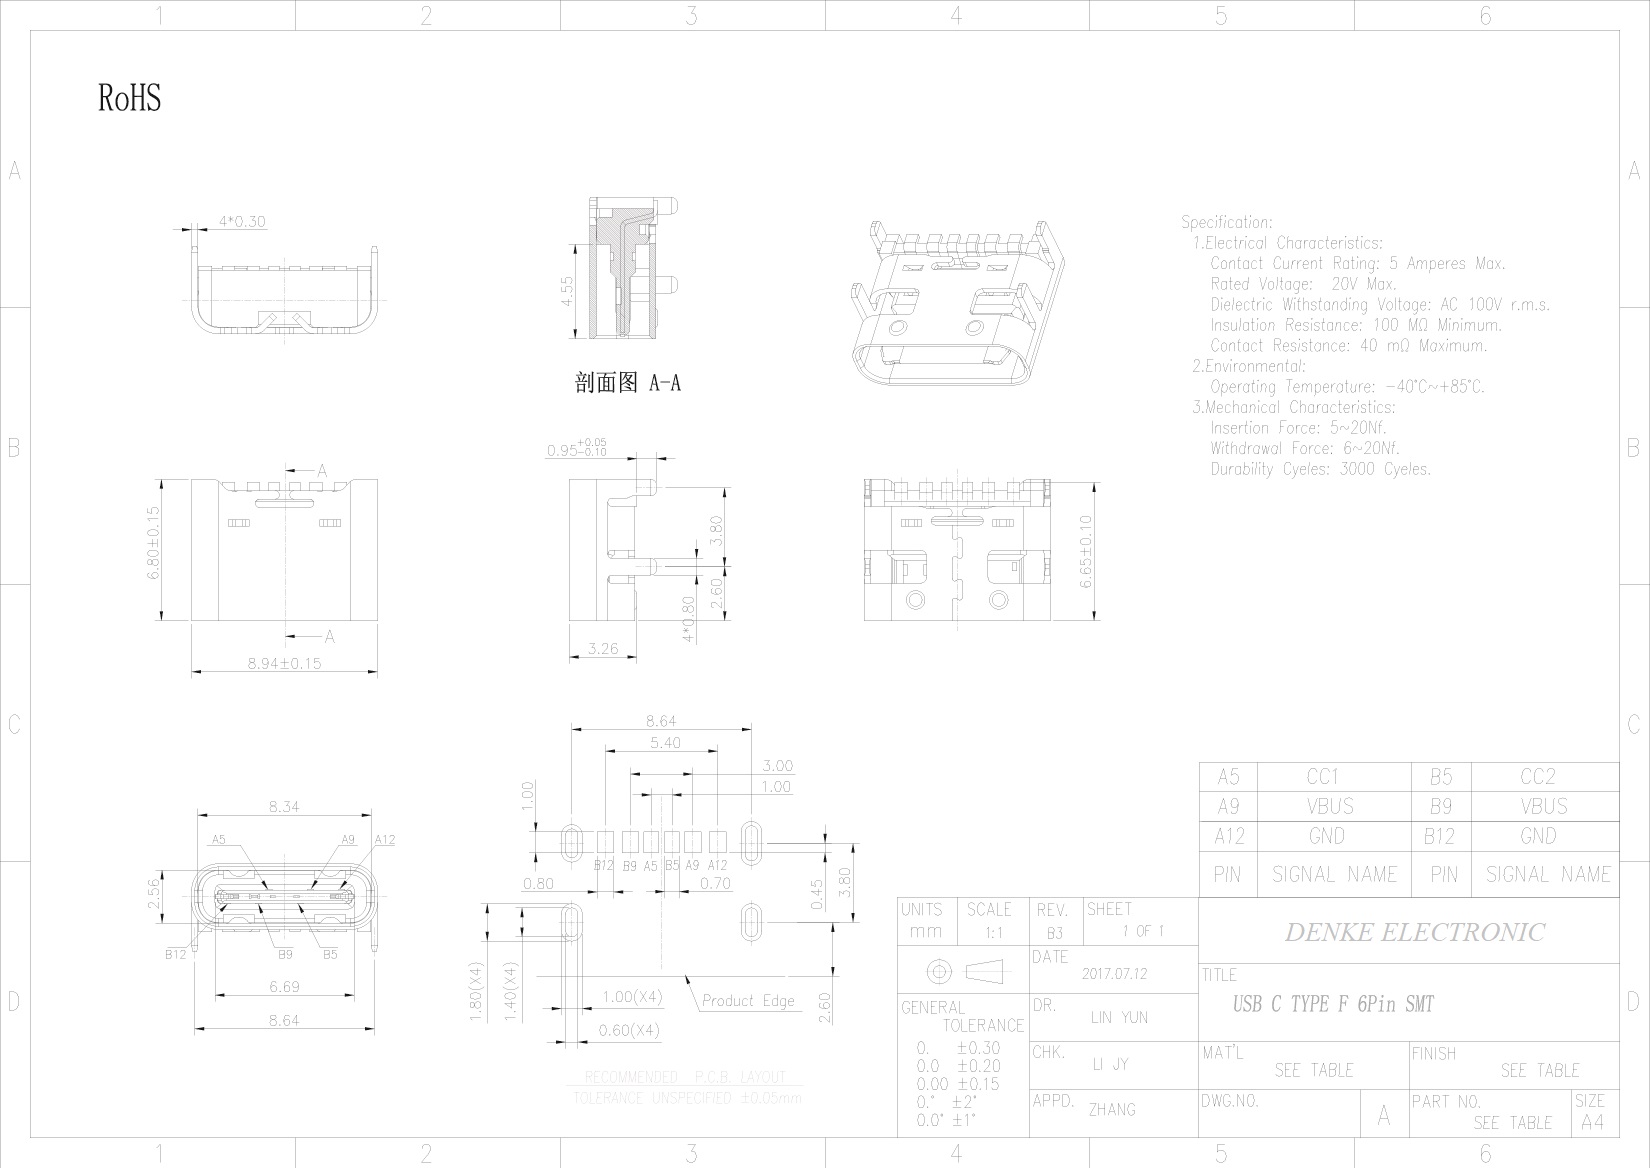 1 2 3 4 5 6
RoHS
A A
4*0.30
4.55
剖面图 A-A
Specification:
1.Electrical Characteristics:
Contact Current Rating: 5 Amperes Max.
Rated Voltage: 20V Max.
Dielectric Withstanding Voltage: AC 100V r.m.s.
Insulation Resistance: 100 MΩ Minimum.
Contact Resistance: 40 mΩ Maximum.
2.Environmental:
Operating Temperature: -40°C~+85°C.
3.Mechanical Characteristics:
Insertion Force: 5~20Nf.
Withdrawal Force: 6~20Nf.
Durability Cyeles: 3000 Cyeles.
B B
A
6.80±0.15
A
8.94±0.15
0.95+0.05-0.10
3.80
2.60
4*0.80
3.26
6.65±0.10
C C
8.34
A5 A9 A12
2.56
B12 B9 B5
6.69
8.64
8.64
5.40
3.00
1.00
1.00
B12 B9 A5 B5 A9 A12
0.80 0.70
0.45
3.80
1.80(X4)
1.40(X4)
1.00(X4)
0.60(X4)
Product Edge
2.60
RECOMMENDED P.C.B. LAYOUT
TOLERANCE UNSPECIFIED ±0.05mm
A5 CC1 B5 CC2
A9 VBUS B9 VBUS
A12 GND B12 GND
PIN SIGNAL NAME PIN SIGNAL NAME
UNITS SCALE REV. SHEET
mm 1:1 B3 1 OF 1
DENKE ELECTRONIC
DATE
2017.07.12
TITLE
USB C TYPE F 6Pin SMT
D D
GENERAL
TOLERANCE
0. ±0.30
0.0 ±0.20
0.00 ±0.15
0.° ±2°
0.0° ±1°
DR.
LIN YUN
CHK.
LI JY
APPD.
ZHANG
MAT'L
SEE TABLE
FINISH
SEE TABLE
DWG.NO.
A
PART NO.
SEE TABLE
SIZE
A4
1 2 3 4 5 6